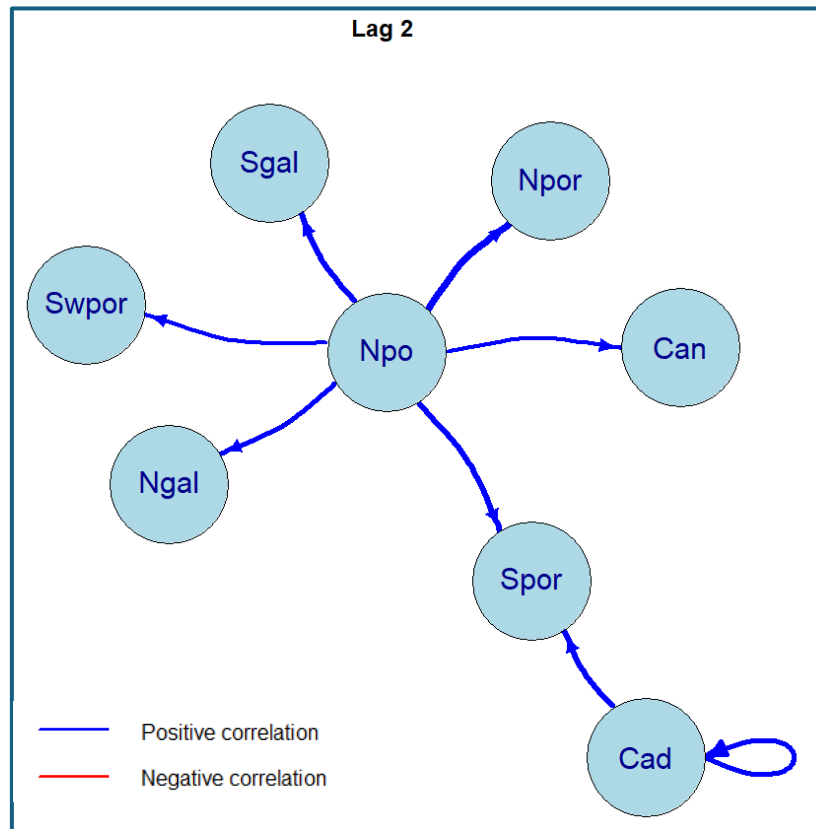 Lag 2
Sgal
Npor
Swpor
Npo
Can
Ngal
Spor
Cad
Positive correlation
Negative correlation